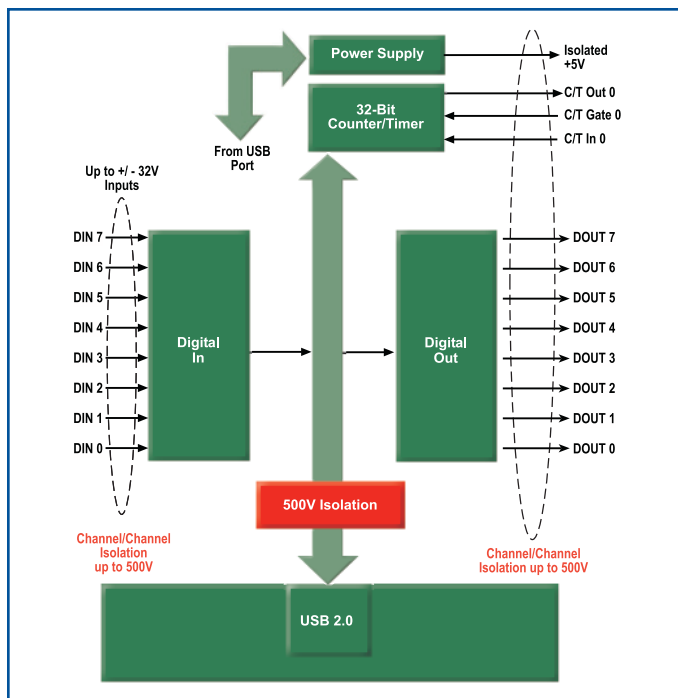 Power Supply
Isolated
+5V
32-Bit
Counter/Timer
C/T Out 0
C/T Gate 0
C/T In 0
From USB
Port
Up to +/ - 32V
Inputs
DIN 7
DIN 6
DIN 5
DIN 4
DIN 3
DIN 2
DIN 1
DIN 0
Digital
In
Digital
Out
DOUT 7
DOUT 6
DOUT 5
DOUT 4
DOUT 3
DOUT 2
DOUT 1
DOUT 0
500V Isolation
Channel/Channel
Isolation
up to 500V
Channel/Channel
Isolation up to 500V
USB 2.0